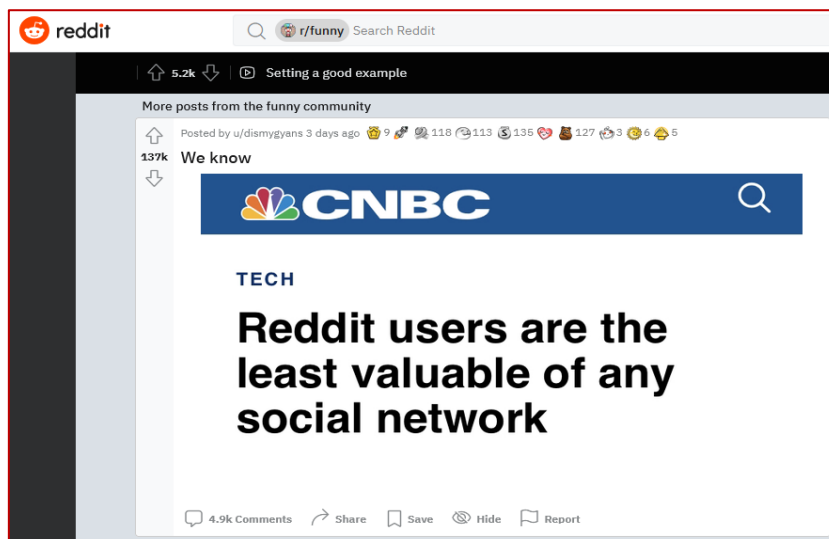 reddit r/funny Search Reddit
5.2k Setting a good example
More posts from the funny community
Posted by u/dismygyans 3 days ago 9 118 113 135 127 3 6 5
137k We know
CNBC
TECH
Reddit users are the
least valuable of any
social network
4.9k Comments Share Save Hide Report